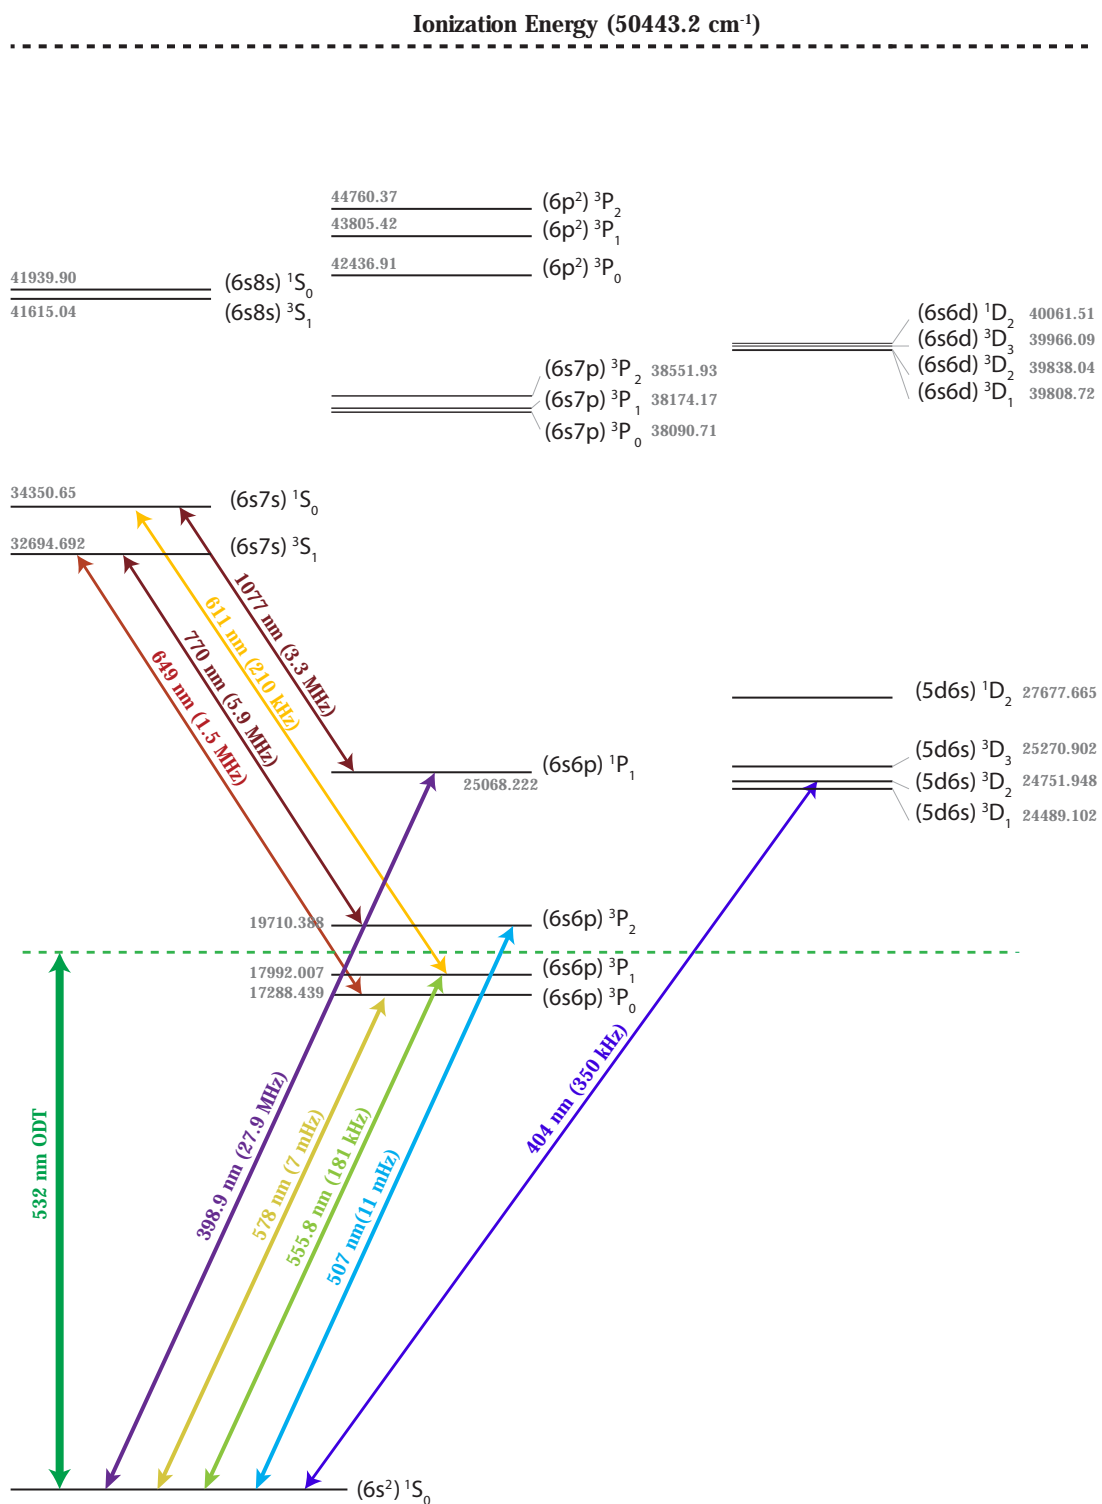 Ionization Energy (50443.2 cm⁻¹)
44760.37
(6p²) ³P₂
43805.42
(6p²) ³P₁
42436.91
(6p²) ³P₀
41939.90
(6s8s) ¹S₀
41615.04
(6s8s) ³S₁
(6s6d) ¹D₂ 40061.51
(6s6d) ³D₃ 39966.09
(6s6d) ³D₂ 39838.04
(6s6d) ³D₁ 39808.72
(6s7p) ³P₂ 38551.93
(6s7p) ³P₁ 38174.17
(6s7p) ³P₀ 38090.71
34350.65
(6s7s) ¹S₀
32694.692
(6s7s) ³S₁
1077 nm (3.3 MHz)
611 nm (210 kHz)
770 nm (5.9 MHz)
649 nm (1.5 MHz)
(5d6s) ¹D₂ 27677.665
(5d6s) ³D₃ 25270.902
(5d6s) ³D₂ 24751.948
(5d6s) ³D₁ 24489.102
(6s6p) ¹P₁
25068.222
19710.388
(6s6p) ³P₂
17992.007
(6s6p) ³P₁
17288.439
(6s6p) ³P₀
532 nm ODT
398.9 nm (27.9 MHz)
578 nm (7 mHz)
555.8 nm (181 kHz)
507 nm(11 mHz)
404 nm (350 kHz)
(6s²) ¹S₀